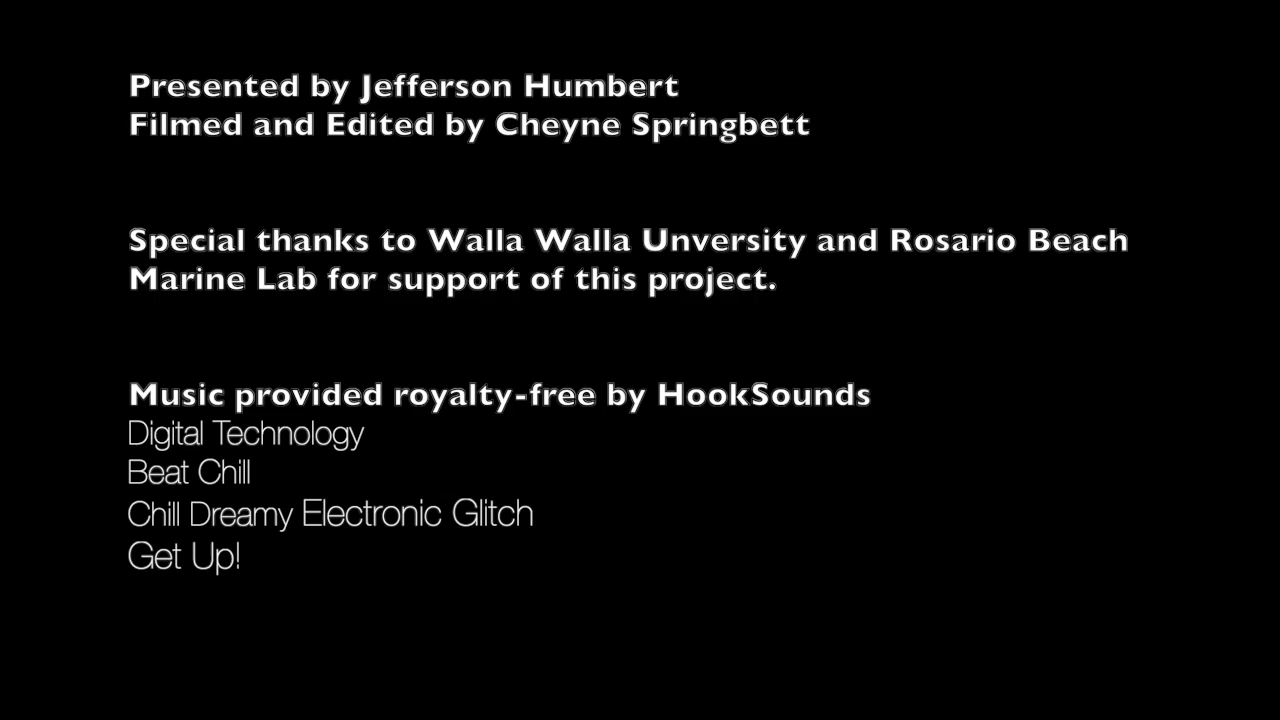 Presented by Jefferson Humbert
Filmed and Edited by Cheyne Springbett
Special thanks to Walla Walla Unversity and Rosario Beach
Marine Lab for support of this project.
Music provided royalty-free by HookSounds
Digital Technology
Beat Chill
Chill Dreamy Electronic Glitch
Get Up!